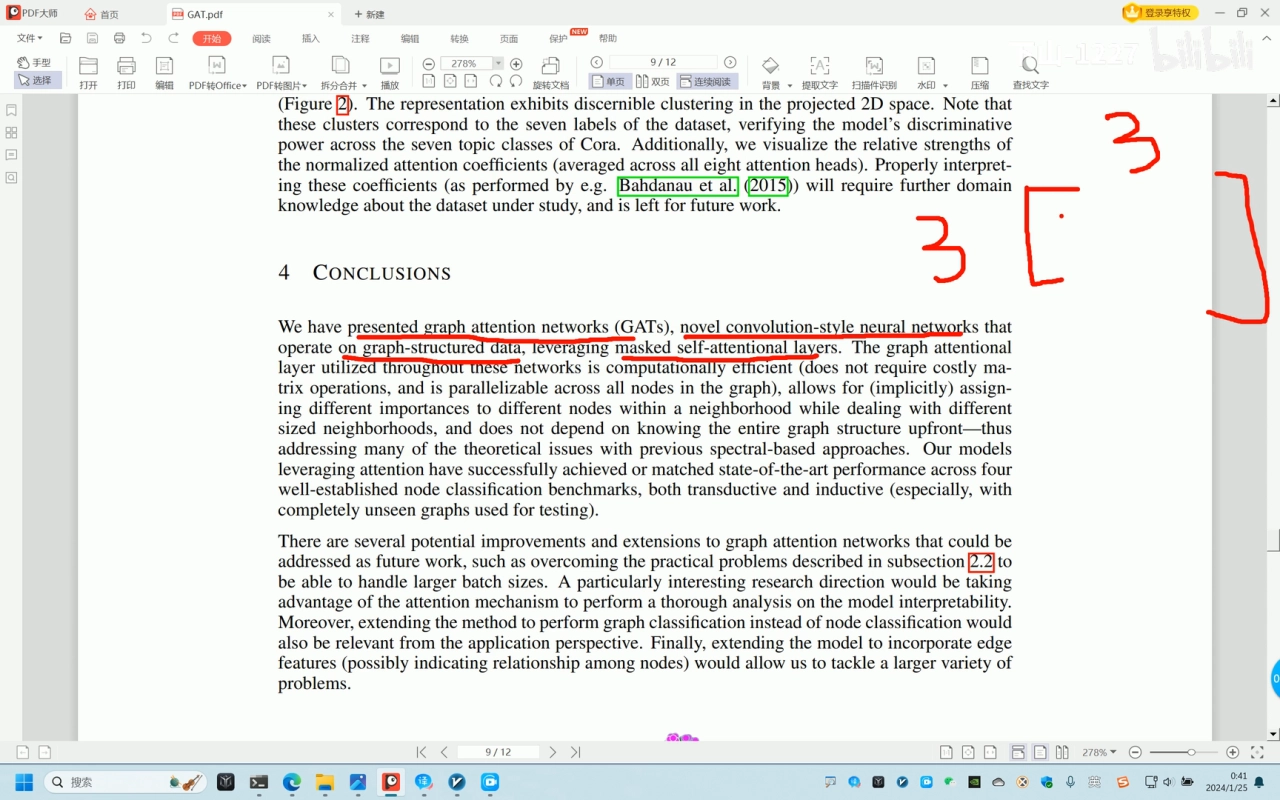 PDF大师
首页
GAT.pdf
× + 新建
登录享特权
文件
开始
阅读
插入
注释
编辑
转换
页面
保护
NEW
帮助
手型
选择
打开
打印
编辑
PDF转Office
PDF转图片
拆分合并
播放
278%
旋转文档
9 / 12
单页
双页
连续阅读
背景
提取文字
扫描件识别
水印
压缩
查找文字
bilibili
(Figure 2). The representation exhibits discernible clustering in the projected 2D space. Note that
these clusters correspond to the seven labels of the dataset, verifying the model's discriminative
power across the seven topic classes of Cora. Additionally, we visualize the relative strengths of
the normalized attention coefficients (averaged across all eight attention heads). Properly interpret-
ing these coefficients (as performed by e.g. Bahdanau et al. (2015)) will require further domain
knowledge about the dataset under study, and is left for future work.
3
3 [ ]
4 CONCLUSIONS
We have presented graph attention networks (GATs), novel convolution-style neural networks that
operate on graph-structured data, leveraging masked self-attentional layers. The graph attentional
layer utilized throughout these networks is computationally efficient (does not require costly ma-
trix operations, and is parallelizable across all nodes in the graph), allows for (implicitly) assign-
ing different importances to different nodes within a neighborhood while dealing with different
sized neighborhoods, and does not depend on knowing the entire graph structure upfront—thus
addressing many of the theoretical issues with previous spectral-based approaches. Our models
leveraging attention have successfully achieved or matched state-of-the-art performance across four
well-established node classification benchmarks, both transductive and inductive (especially, with
completely unseen graphs used for testing).
There are several potential improvements and extensions to graph attention networks that could be
addressed as future work, such as overcoming the practical problems described in subsection 2.2 to
be able to handle larger batch sizes. A particularly interesting research direction would be taking
advantage of the attention mechanism to perform a thorough analysis on the model interpretability.
Moreover, extending the method to perform graph classification instead of node classification would
also be relevant from the application perspective. Finally, extending the model to incorporate edge
features (possibly indicating relationship among nodes) would allow us to tackle a larger variety of
problems.
9 / 12
278%
搜索
英
0:41
2024/1/25